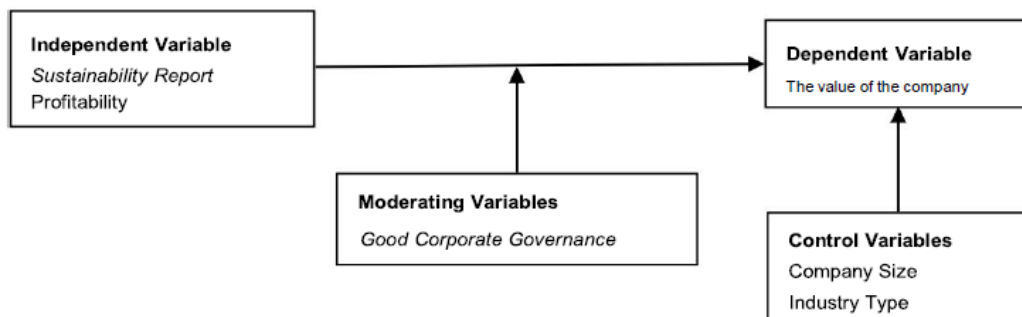 Independent Variable
Sustainability Report
Profitability
Dependent Variable
The value of the company
Moderating Variables
Good Corporate Governance
Control Variables
Company Size
Industry Type